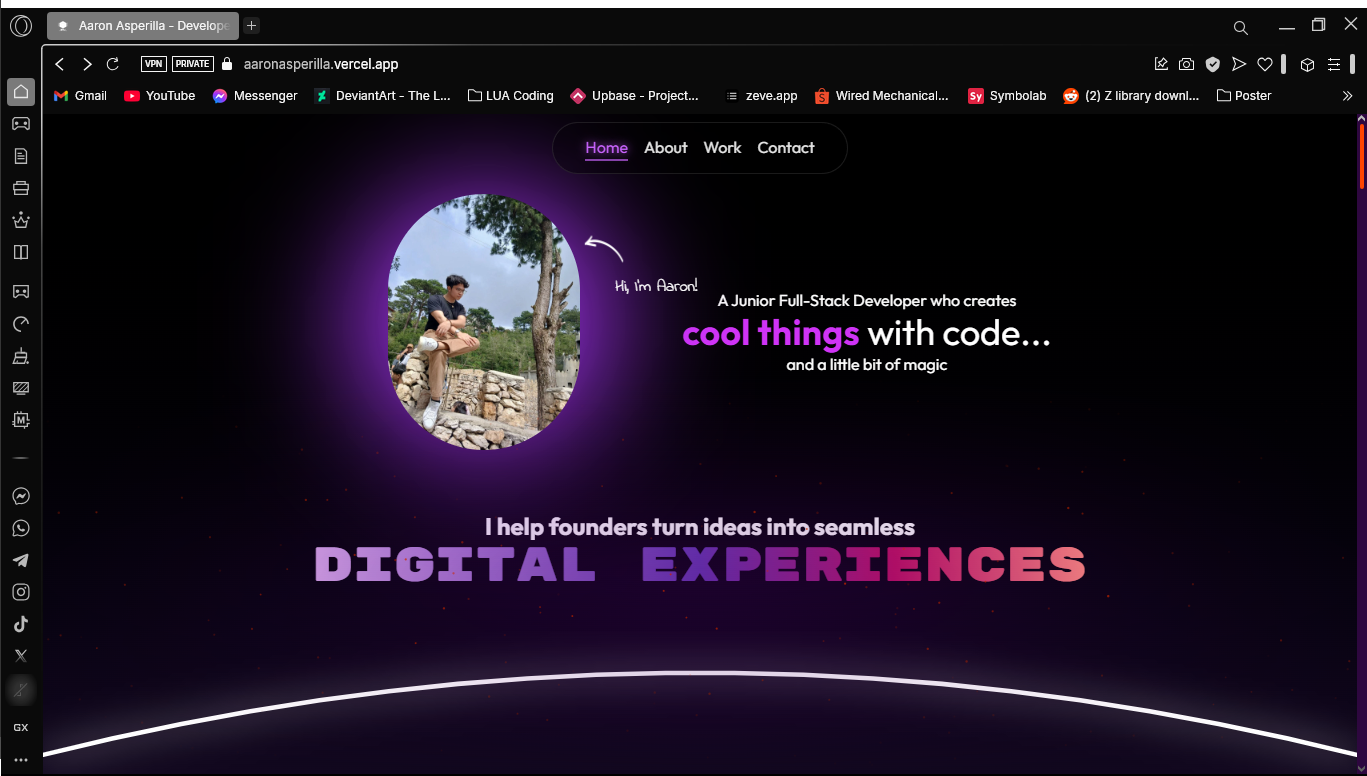 Aaron Asperilla - Develope
VPN PRIVATE aaronasperilla.vercel.app
Gmail YouTube Messenger DeviantArt - The L... LUA Coding Upbase - Project... zeve.app Wired Mechanical... Symbolab (2) Z library downl... Poster
Home About Work Contact
Hi, I'm Aaron!
A Junior Full-Stack Developer who creates
cool things with code...
and a little bit of magic
I help founders turn ideas into seamless
DIGITAL EXPERIENCES
GX